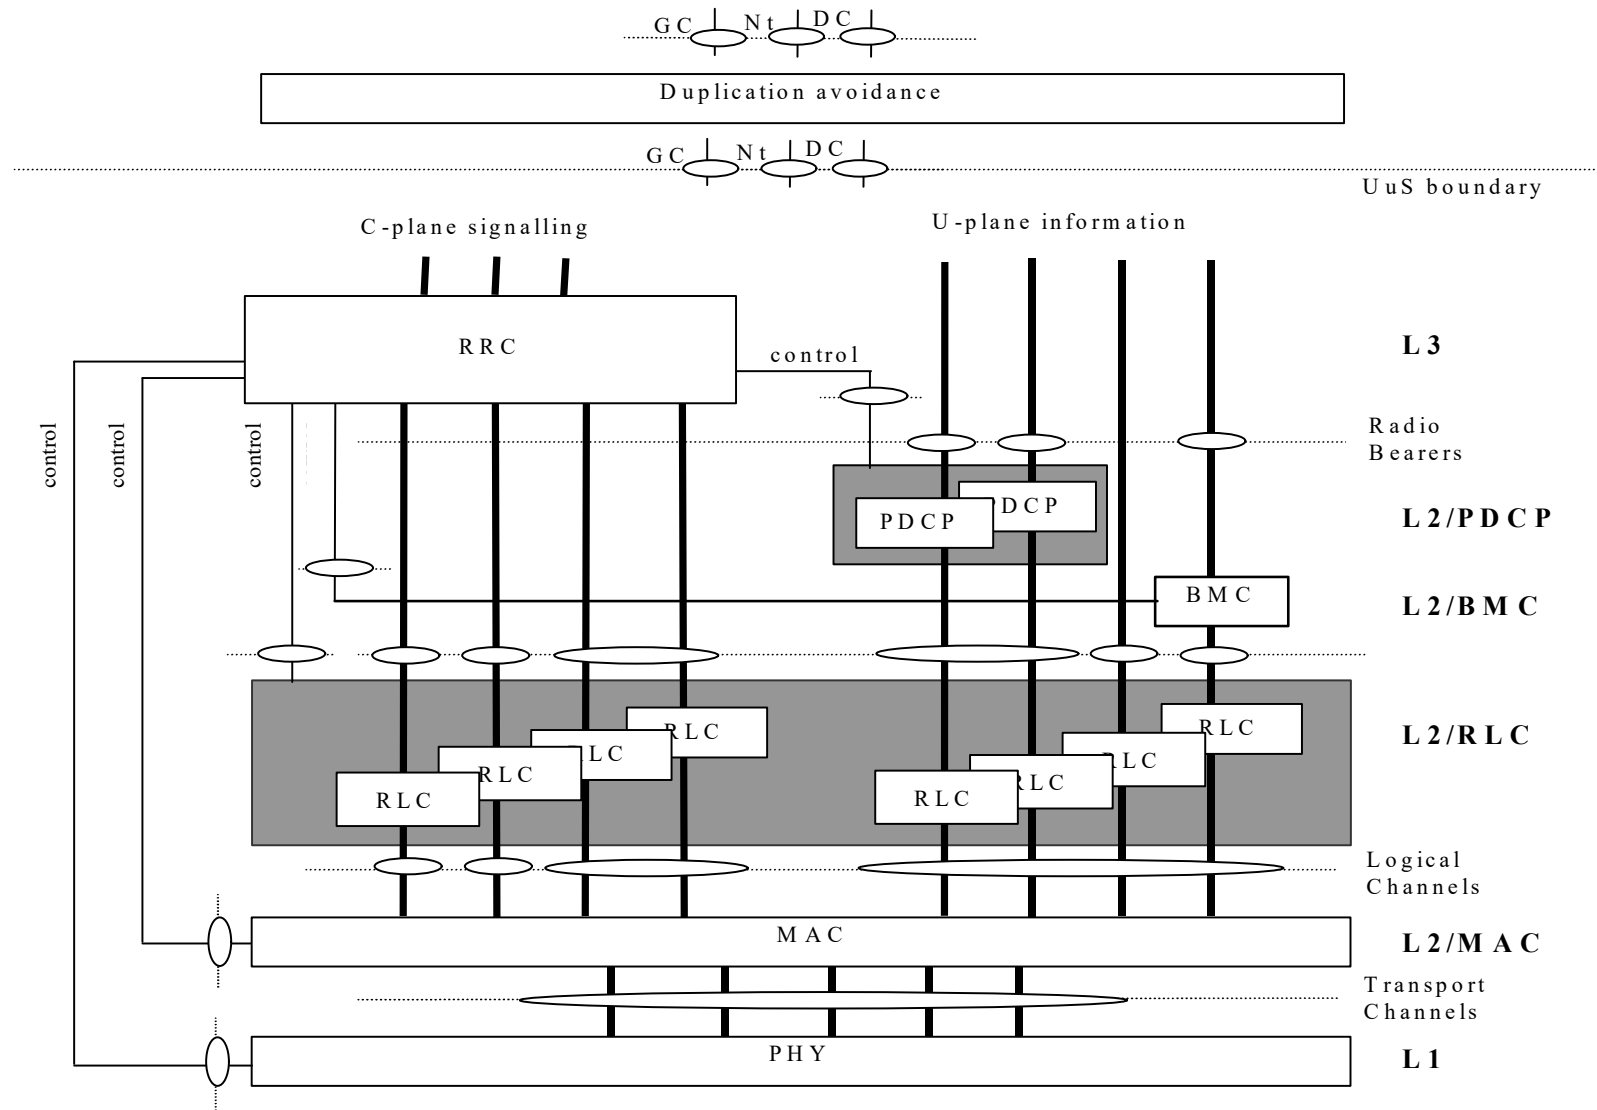 GC Nt DC
Duplication avoidance
GC Nt DC
UuS boundary
C-plane signalling
U-plane information
RRC
control
L3
control
control
control
Radio
Bearers
PDCP
DCP
L2/PDCP
BMC
L2/BMC
RLC
RLC
LC
RLC
RLC
RLC
RLC
RLC
L2/RLC
Logical
Channels
MAC
L2/MAC
Transport
Channels
PHY
L1